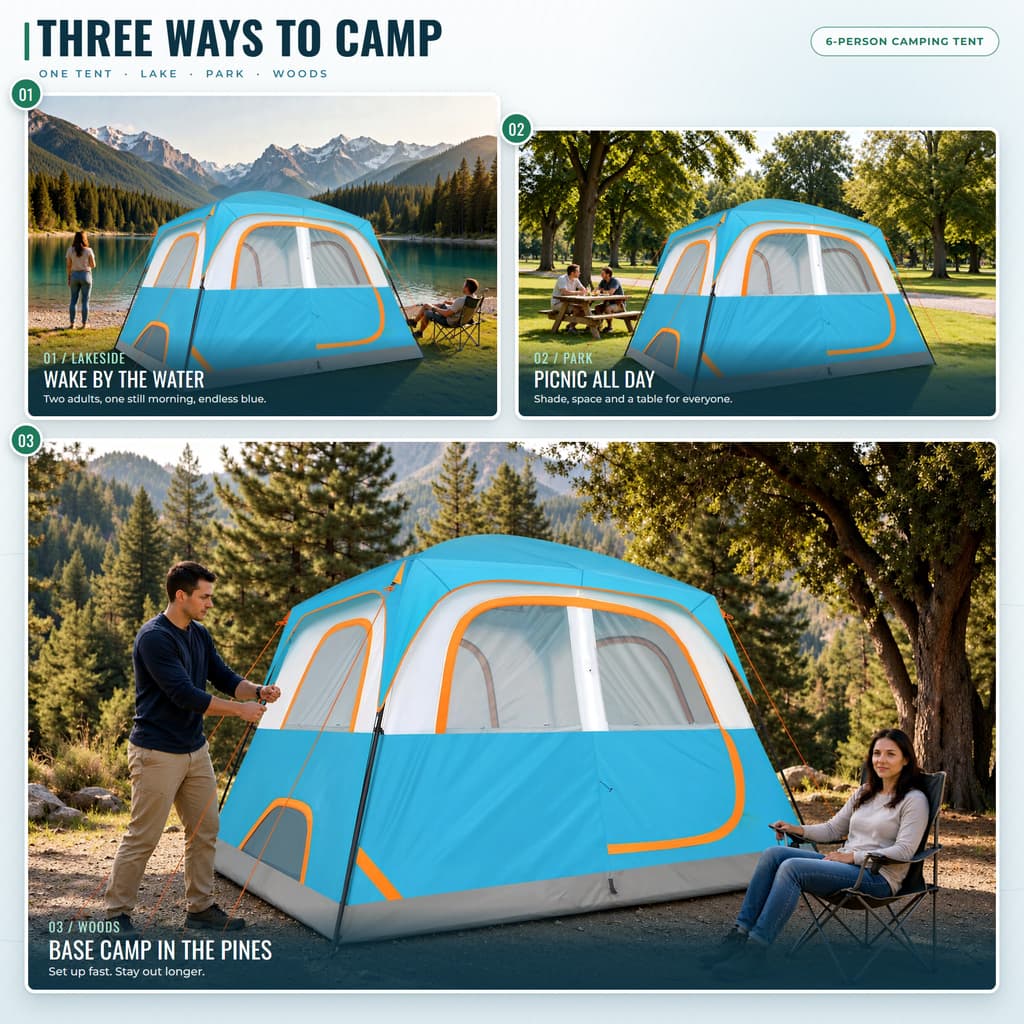 THREE WAYS TO CAMP
ONE TENT · LAKE · PARK · WOODS
6-PERSON CAMPING TENT
01
01 / LAKESIDE
WAKE BY THE WATER
Two adults, one still morning, endless blue.
02
02 / PARK
PICNIC ALL DAY
Shade, space and a table for everyone.
03
03 / WOODS
BASE CAMP IN THE PINES
Set up fast. Stay out longer.